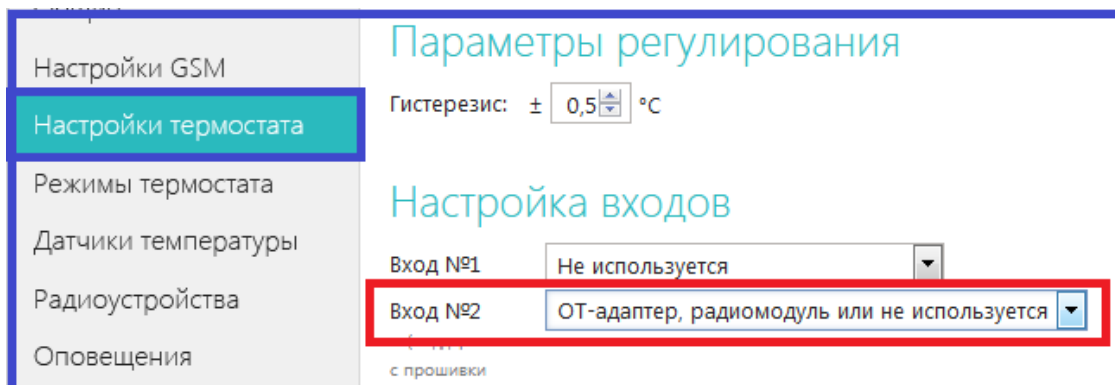 Настройки GSM
Настройки термостата
Режимы термостата
Датчики температуры
Радиоустройства
Оповещения
Параметры регулирования
Гистерезис: ± 0,5 °C
Настройка входов
Вход №1 Не используется
Вход №2 ОТ-адаптер, радиомодуль или не используется
с прошивки